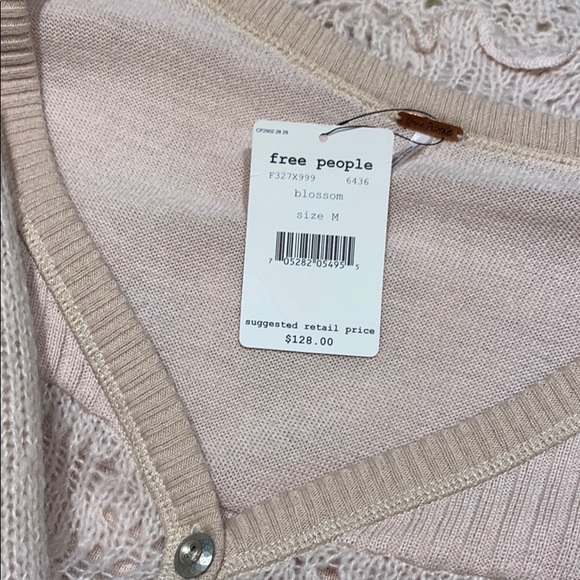 free people
F327X999 6436
blossom
size M
7 05282 05495 5
suggested retail price
$128.00